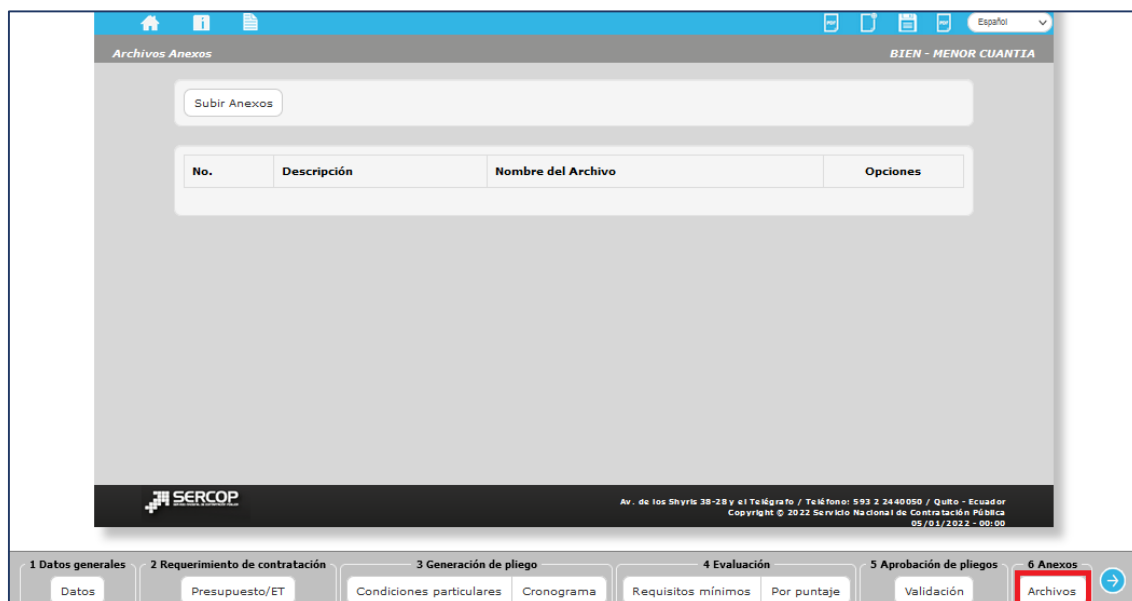 Español
Archivos Anexos
BIEN - MENOR CUANTIA
Subir Anexos
No. Descripción Nombre del Archivo Opciones
SERCOP
Av. de los Shyris 38-28 y el Telégrafo / Teléfono: 593 2 2440050 / Quito - Ecuador
Copyright © 2022 Servicio Nacional de Contratación Pública
05/01/2022 - 00:00
1 Datos generales 2 Requerimiento de contratación 3 Generación de pliego 4 Evaluación 5 Aprobación de pliegos 6 Anexos
Datos Presupuesto/ET Condiciones particulares Cronograma Requisitos mínimos Por puntaje Validación Archivos